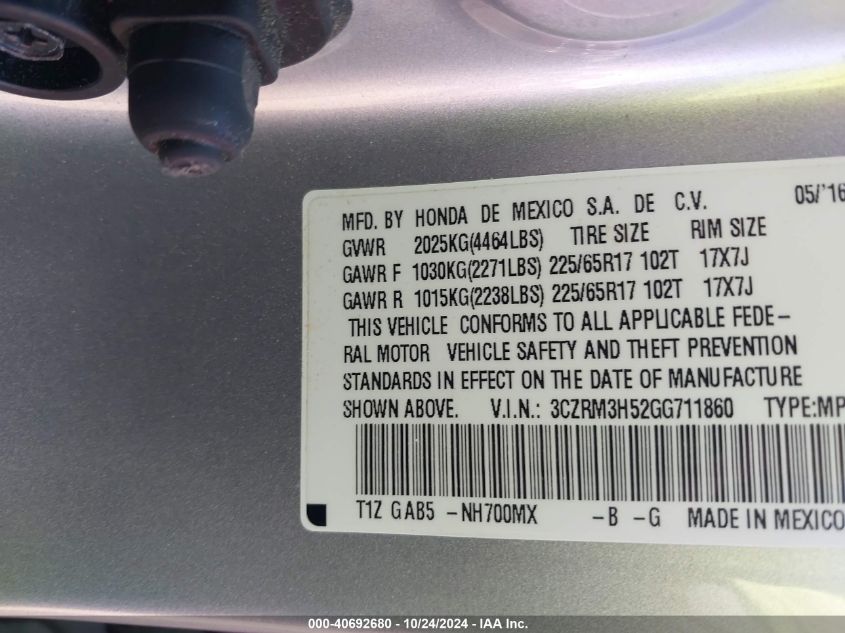 MFD. BY HONDA DE MEXICO S.A. DE C.V. 05/'16
GVWR 2025KG(4464LBS) TIRE SIZE RIM SIZE
GAWR F 1030KG(2271LBS) 225/65R17 102T 17X7J
GAWR R 1015KG(2238LBS) 225/65R17 102T 17X7J
THIS VEHICLE CONFORMS TO ALL APPLICABLE FEDE-
RAL MOTOR VEHICLE SAFETY AND THEFT PREVENTION
STANDARDS IN EFFECT ON THE DATE OF MANUFACTURE
SHOWN ABOVE. V.I.N.: 3CZRM3H52GG711860 TYPE:MP
T1Z GAB5 -NH700MX -B -G MADE IN MEXICO
000-40692680 - 10/24/2024 - IAA Inc.